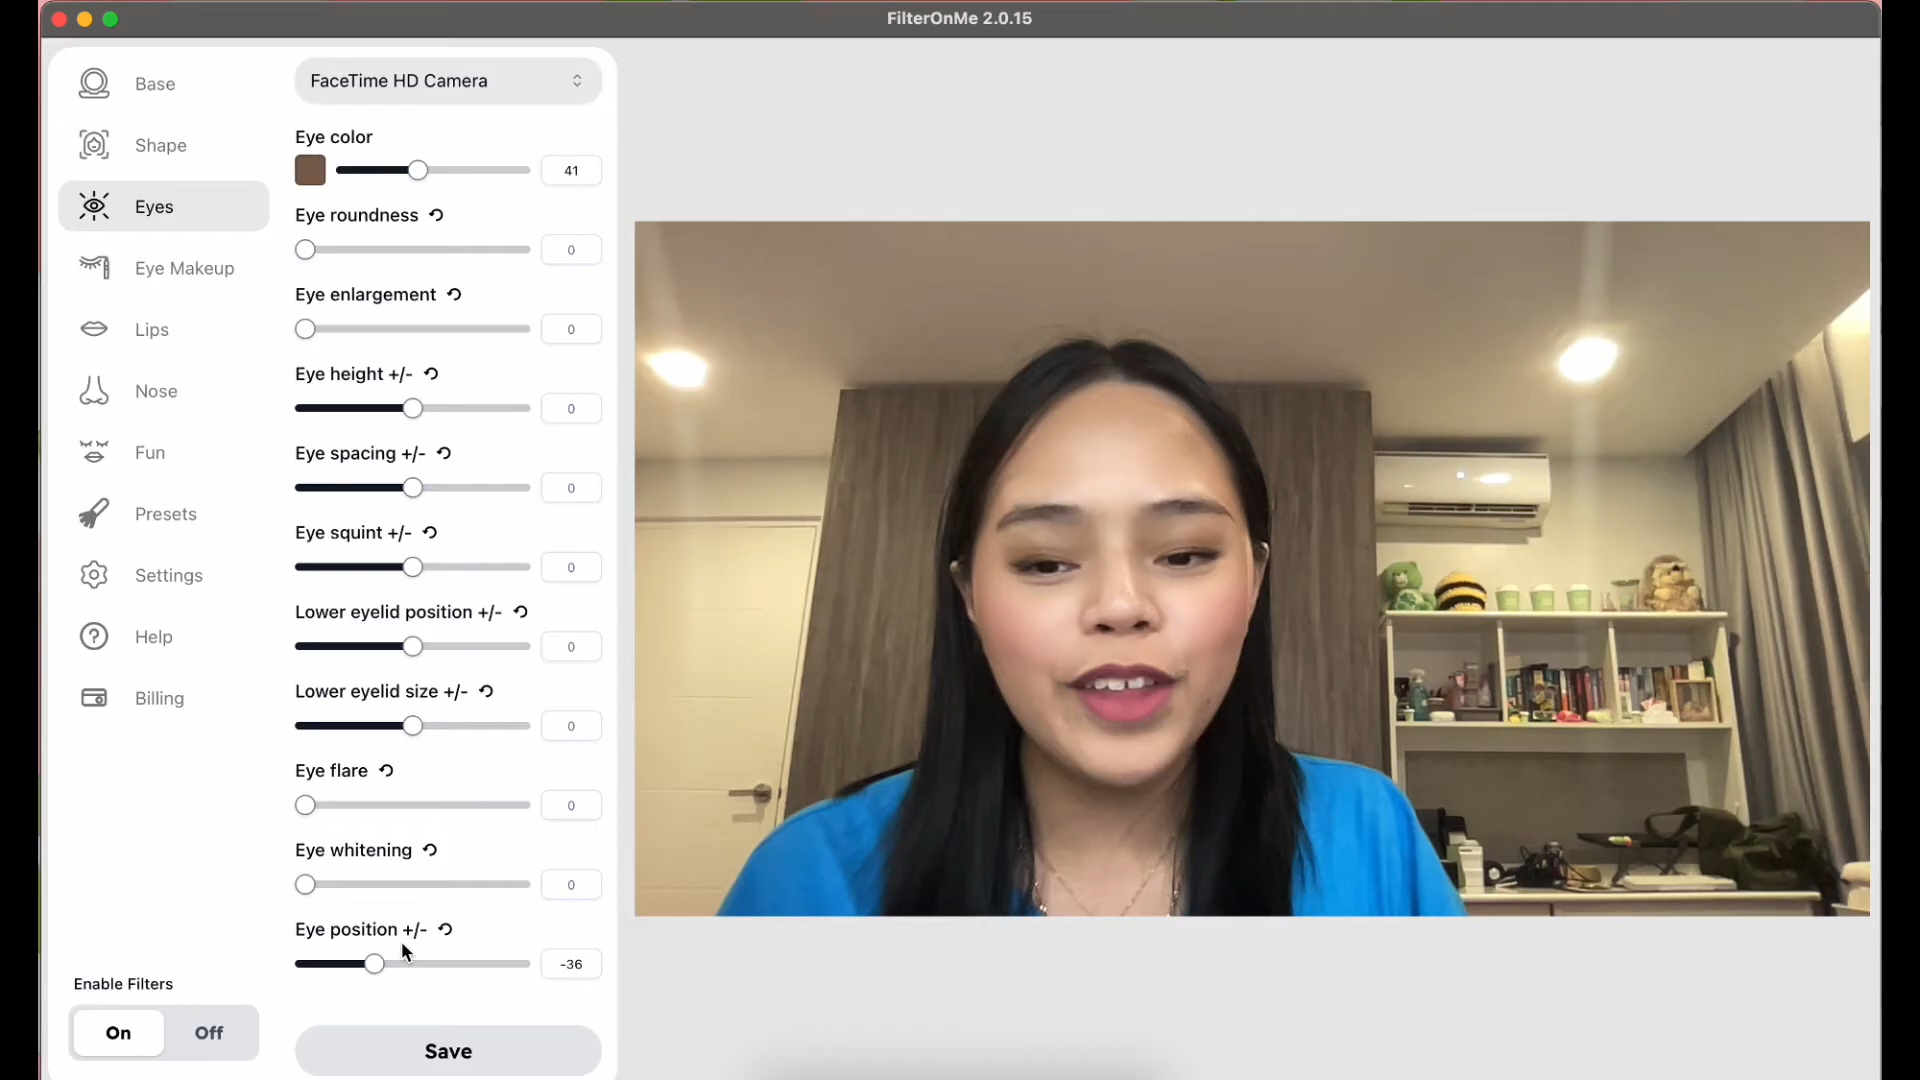 FilterOnMe 2.0.15
Base
Shape
Eyes
Eye Makeup
Lips
Nose
Fun
Presets
Settings
Help
Billing
Enable Filters
On Off
FaceTime HD Camera
Eye color
41
Eye roundness
0
Eye enlargement
0
Eye height +/-
0
Eye spacing +/-
0
Eye squint +/-
0
Lower eyelid position +/-
0
Lower eyelid size +/-
0
Eye flare
0
Eye whitening
0
Eye position +/-
-36
Save